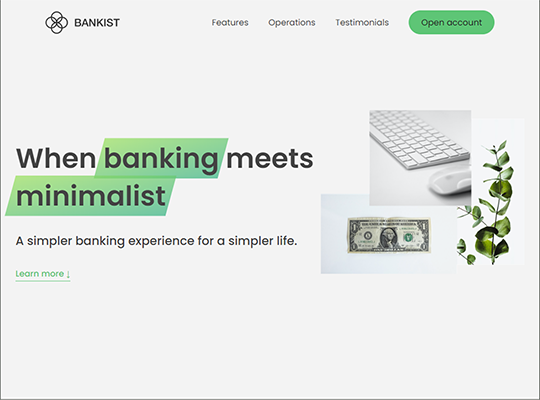 BANKIST
Features
Operations
Testimonials
Open account
When banking meets
minimalist
A simpler banking experience for a simpler life.
Learn more ↓